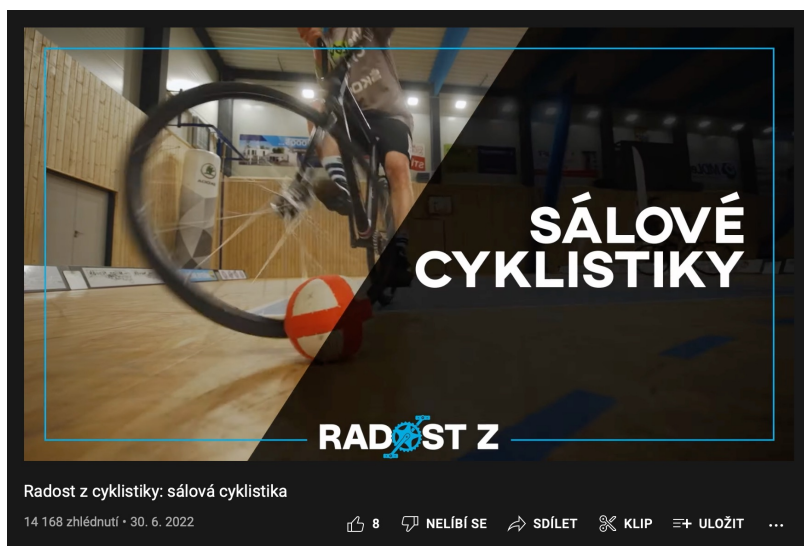 SÁLOVÉ
CYKLISTIKY
RADOST Z
Radost z cyklistiky: sálová cyklistika
14 168 zhlédnutí • 30. 6. 2022
8 NELÍBÍ SE SDÍLET KLIP ULOŽIT ...